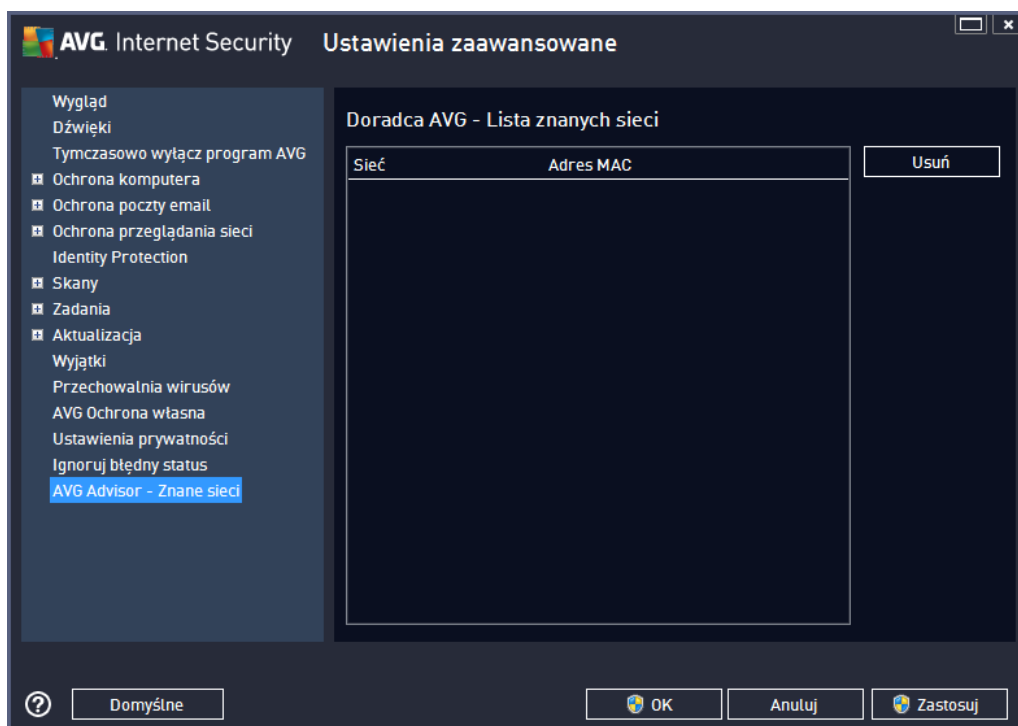 AVG. Internet Security Ustawienia zaawansowane
Wygląd
Dźwięki
Tymczasowo wyłącz program AVG
Ochrona komputera
Ochrona poczty email
Ochrona przeglądania sieci
Identity Protection
Skany
Zadania
Aktualizacja
Wyjątki
Przechowalnia wirusów
AVG Ochrona własna
Ustawienia prywatności
Ignoruj błędny status
AVG Advisor - Znane sieci
Doradca AVG - Lista znanych sieci
Sieć Adres MAC
Usuń
Domyślne
OK
Anuluj
Zastosuj